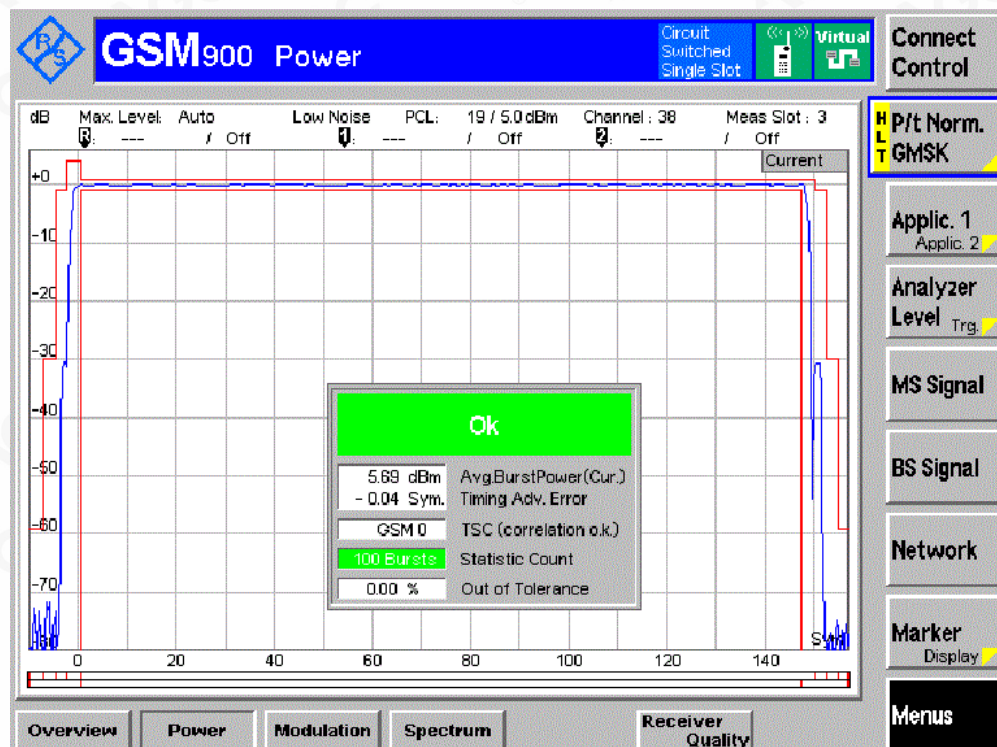 R&S
GSM900 Power
Circuit
Switched
Single Slot
Virtual
Connect
Control
dB Max. Level: Auto Low Noise PCL: 19 / 5.0 dBm Channel : 38 Meas Slot : 3
R: --- / Off 1: --- / Off 2: --- / Off
HLT
P/t Norm.
GMSK
Current
+0
-10
-20
-30
-40
-50
-60
-70
0 20 40 60 80 100 120 140
Ok
5.69 dBm Avg.BurstPower(Cur.)
- 0.04 Sym. Timing Adv. Error
GSM 0 TSC (correlation o.k.)
100 Bursts Statistic Count
0.00 % Out of Tolerance
Applic. 1
Applic. 2
Analyzer
Level Trg.
MS Signal
BS Signal
Network
Marker
Display
Menus
Overview Power Modulation Spectrum Receiver
Quality